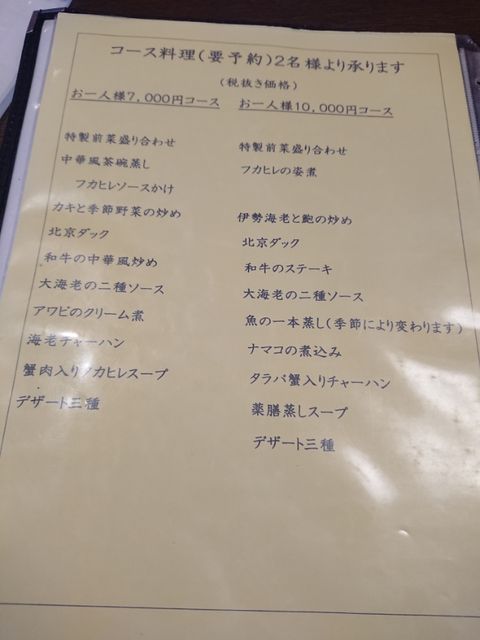 コース料理(要予約)2名様より承ります
(税抜き価格)
お一人様7,000円コース
特製前菜盛り合わせ
中華風茶碗蒸し
フカヒレソースかけ
カキと季節野菜の炒め
北京ダック
和牛の中華風炒め
大海老の二種ソース
アワビのクリーム煮
海老チャーハン
蟹肉入りフカヒレスープ
デザート三種
お一人様10,000円コース
特製前菜盛り合わせ
フカヒレの姿煮
伊勢海老と鮑の炒め
北京ダック
和牛のステーキ
大海老の二種ソース
魚の一本蒸し(季節により変わります)
ナマコの煮込み
タラバ蟹入りチャーハン
薬膳蒸しスープ
デザート三種